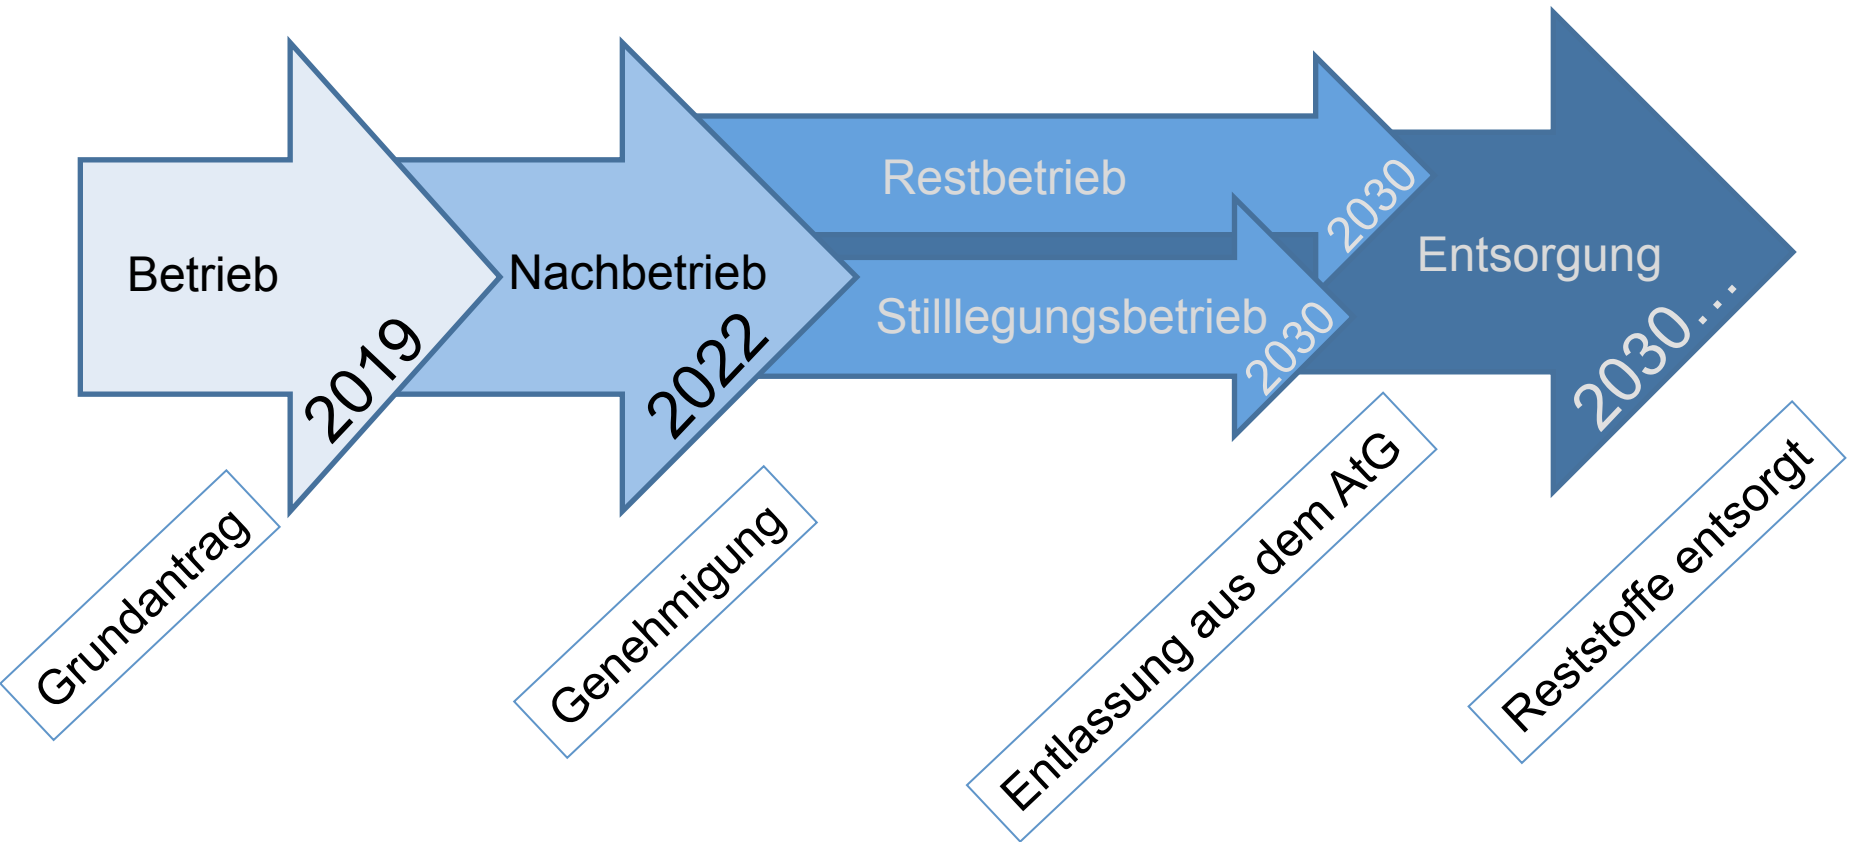 Betrieb
2019
Nachbetrieb
2022
Restbetrieb
2030
Stilllegungsbetrieb
2030
Entsorgung
2030...
Grundantrag
Genehmigung
Entlassung aus dem AtG
Reststoffe entsorgt